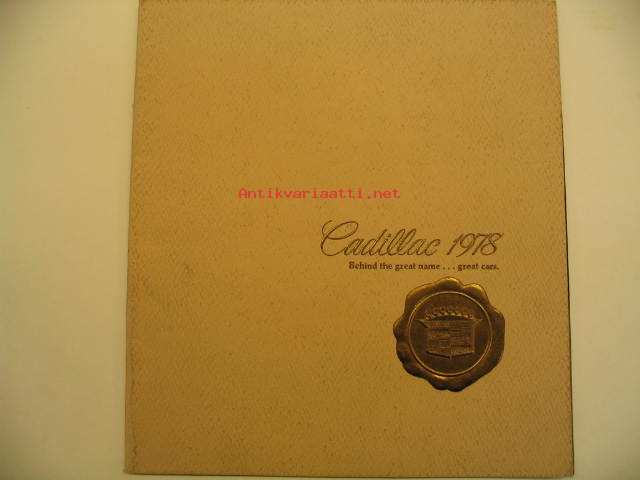 Antikvariaatti.net
Cadillac 1978
Behind the great name . . . great cars.